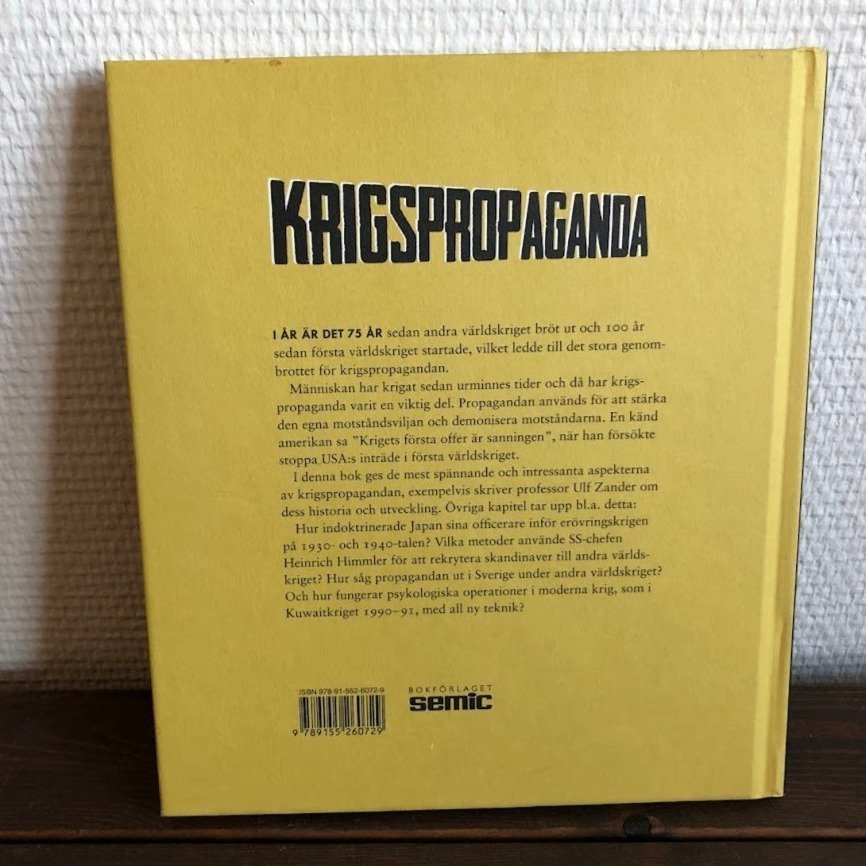 KRIGSPROPAGANDA
I ÅR ÄR DET 75 ÅR sedan andra världskriget bröt ut och 100 år
sedan första världskriget startade, vilket ledde till det stora genom-
brottet för krigspropagandan.
Människan har krigat sedan urminnes tider och då har krigs-
propaganda varit en viktig del. Propagandan används för att stärka
den egna motståndsviljan och demonisera motståndarna. En känd
amerikan sa ”Krigets första offer är sanningen”, när han försökte
stoppa USA:s inträde i första världskriget.
I denna bok ges de mest spännande och intressanta aspekterna
av krigspropagandan, exempelvis skriver professor Ulf Zander om
dess historia och utveckling. Övriga kapitel tar upp bl.a. detta:
Hur indoktrinerade Japan sina officerare inför erövringskrigen
på 1930- och 1940-talen? Vilka metoder använde SS-chefen
Heinrich Himmler för att rekrytera skandinaver till andra världs-
kriget? Hur såg propagandan ut i Sverige under andra världskriget?
Och hur fungerar psykologiska operationer i moderna krig, som i
Kuwaitkriget 1990–91, med all ny teknik?
ISBN 978-91-552-6072-9
9 789155 260729
BOKFÖRLAGET
semic